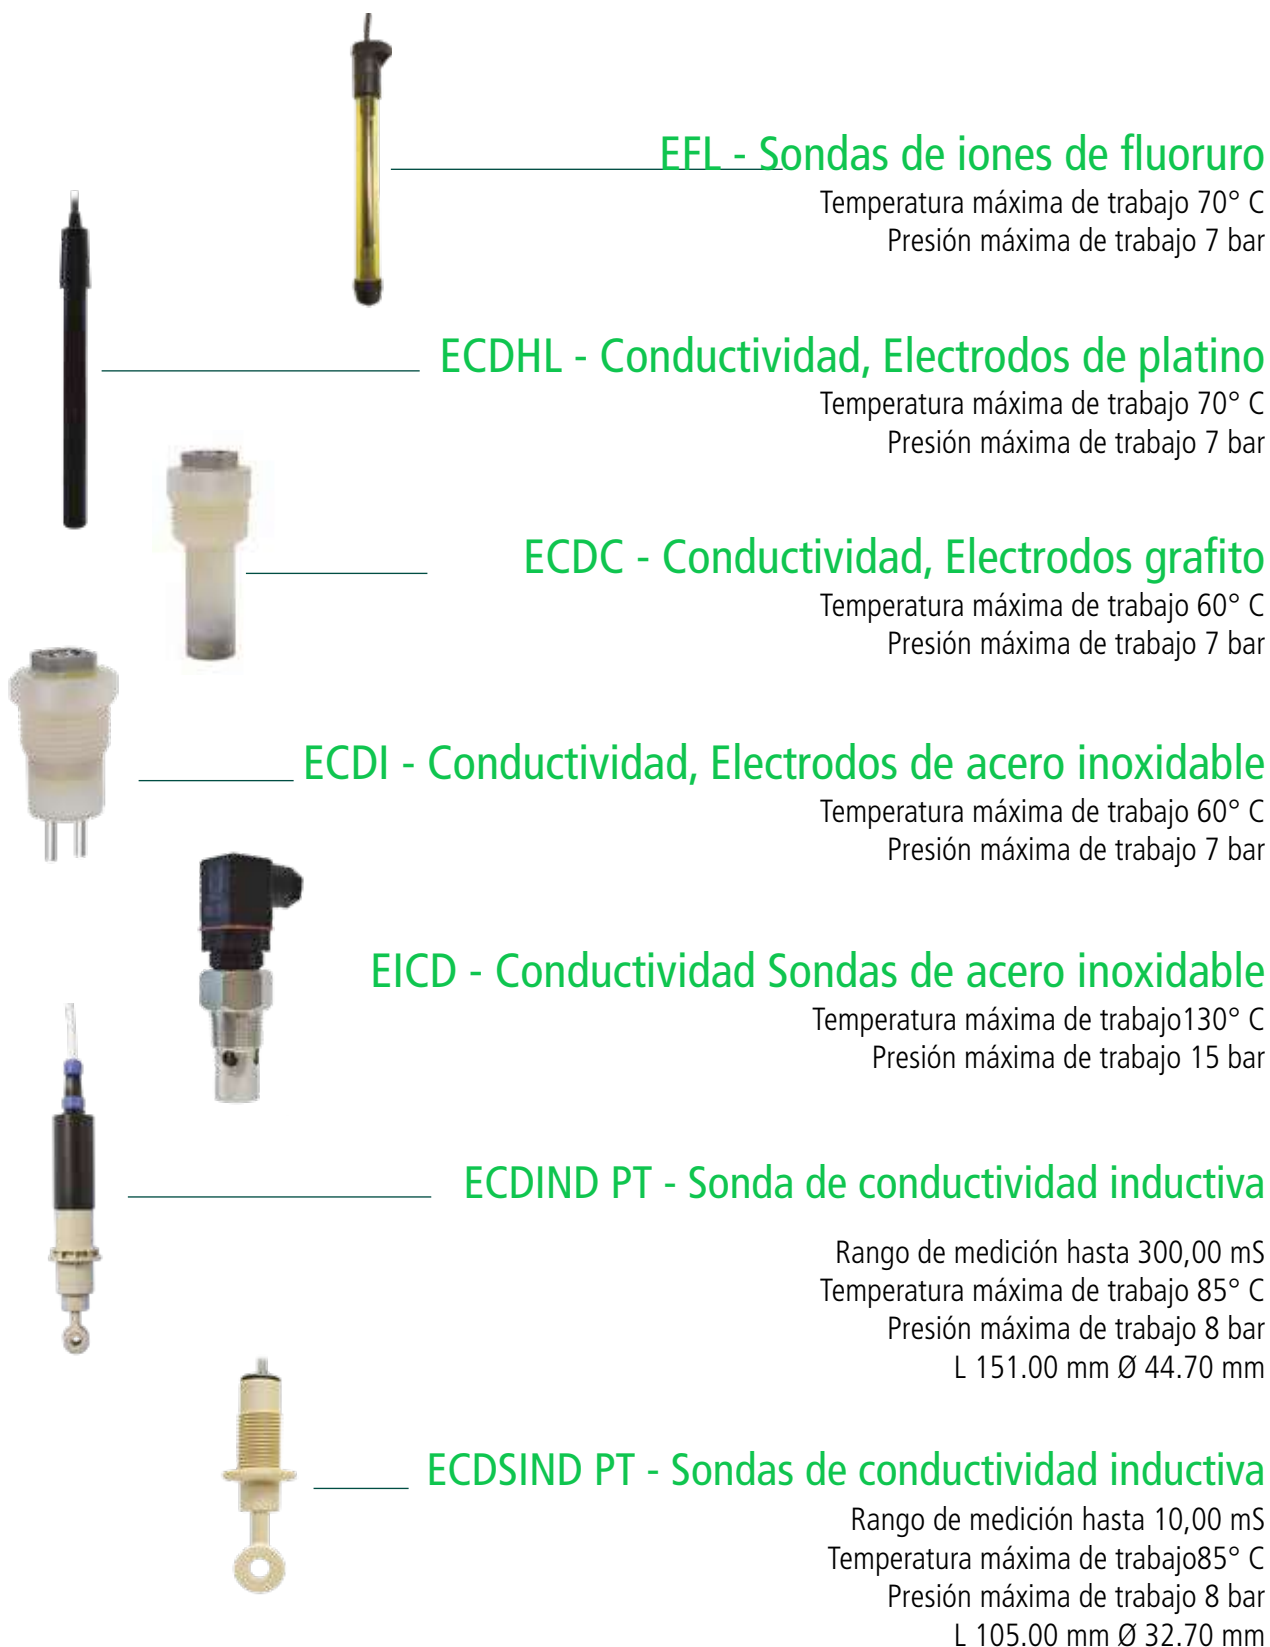 EFL - Sondas de iones de fluoruro
Temperatura máxima de trabajo 70° C
Presión máxima de trabajo 7 bar
ECDHL - Conductividad, Electrodos de platino
Temperatura máxima de trabajo 70° C
Presión máxima de trabajo 7 bar
ECDC - Conductividad, Electrodos grafito
Temperatura máxima de trabajo 60° C
Presión máxima de trabajo 7 bar
ECDI - Conductividad, Electrodos de acero inoxidable
Temperatura máxima de trabajo 60° C
Presión máxima de trabajo 7 bar
EICD - Conductividad Sondas de acero inoxidable
Temperatura máxima de trabajo130° C
Presión máxima de trabajo 15 bar
ECDIND PT - Sonda de conductividad inductiva
Rango de medición hasta 300,00 mS
Temperatura máxima de trabajo 85° C
Presión máxima de trabajo 8 bar
L 151.00 mm Ø 44.70 mm
ECDSIND PT - Sondas de conductividad inductiva
Rango de medición hasta 10,00 mS
Temperatura máxima de trabajo85° C
Presión máxima de trabajo 8 bar
L 105.00 mm Ø 32.70 mm